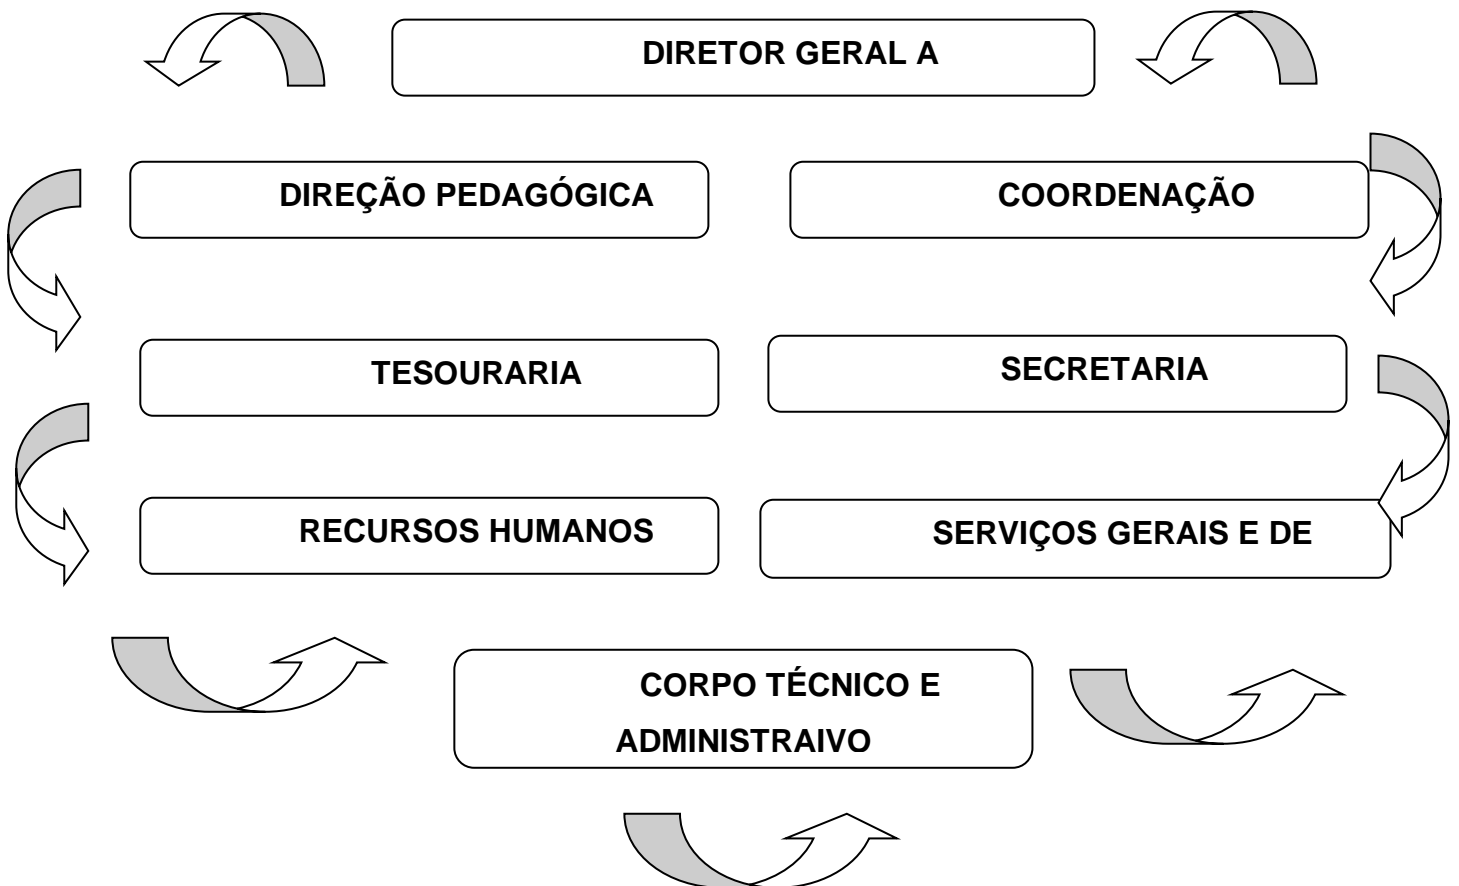 DIRETOR GERAL A
DIREÇÃO PEDAGÓGICA
COORDENAÇÃO
TESOURARIA
SECRETARIA
RECURSOS HUMANOS
SERVIÇOS GERAIS E DE
CORPO TÉCNICO E
ADMINISTRAIVO